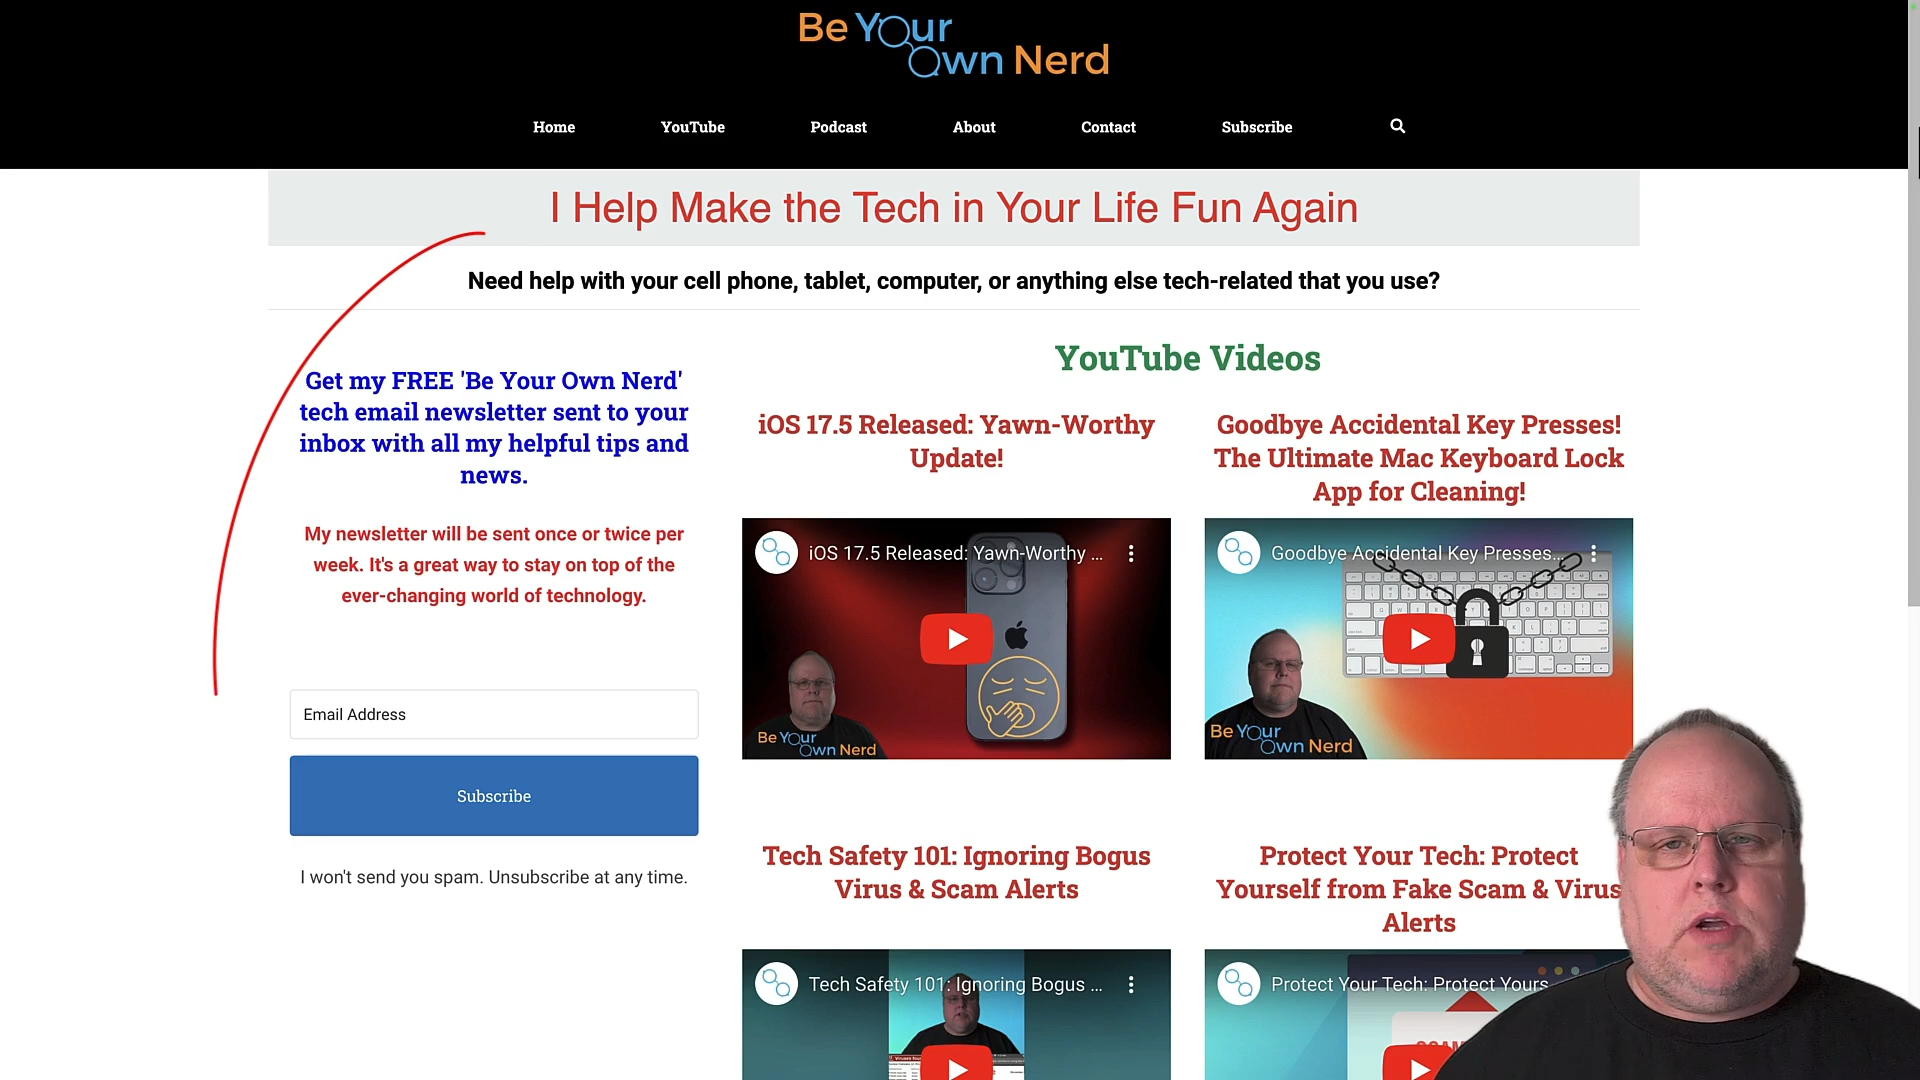 Be Your
Own Nerd
Home YouTube Podcast About Contact Subscribe
I Help Make the Tech in Your Life Fun Again
Need help with your cell phone, tablet, computer, or anything else tech-related that you use?
Get my FREE 'Be Your Own Nerd'
tech email newsletter sent to your
inbox with all my helpful tips and
news.
My newsletter will be sent once or twice per
week. It's a great way to stay on top of the
ever-changing world of technology.
Email Address
Subscribe
I won't send you spam. Unsubscribe at any time.
YouTube Videos
iOS 17.5 Released: Yawn-Worthy
Update!
iOS 17.5 Released: Yawn-Worthy ...
Be Your
Own Nerd
Goodbye Accidental Key Presses!
The Ultimate Mac Keyboard Lock
App for Cleaning!
Goodbye Accidental Key Presses...
Be Your
Own Nerd
Tech Safety 101: Ignoring Bogus
Virus & Scam Alerts
Tech Safety 101: Ignoring Bogus ...
Protect Your Tech: Protect
Yourself from Fake Scam & Virus
Alerts
Protect Your Tech: Protect Yours